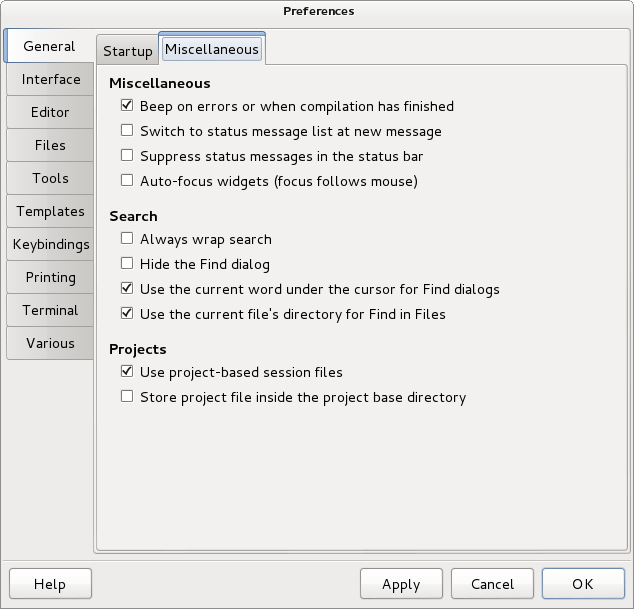 Preferences
General
Interface
Editor
Files
Tools
Templates
Keybindings
Printing
Terminal
Various
Startup
Miscellaneous
Miscellaneous
Beep on errors or when compilation has finished
Switch to status message list at new message
Suppress status messages in the status bar
Auto-focus widgets (focus follows mouse)
Search
Always wrap search
Hide the Find dialog
Use the current word under the cursor for Find dialogs
Use the current file's directory for Find in Files
Projects
Use project-based session files
Store project file inside the project base directory
Help
Apply
Cancel
OK